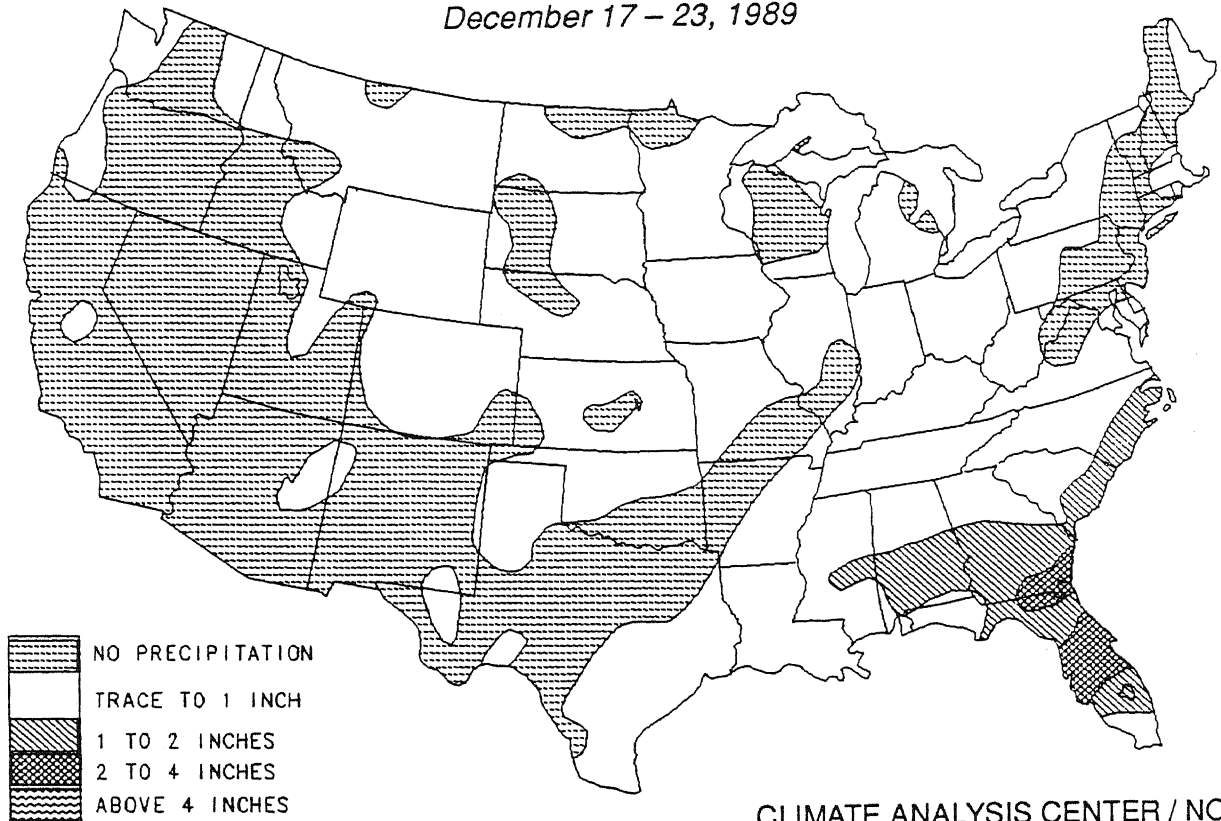 December 17 – 23, 1989
NO PRECIPITATION
TRACE TO 1 INCH
1 TO 2 INCHES
2 TO 4 INCHES
ABOVE 4 INCHES
CLIMATE ANALYSIS CENTER / NO